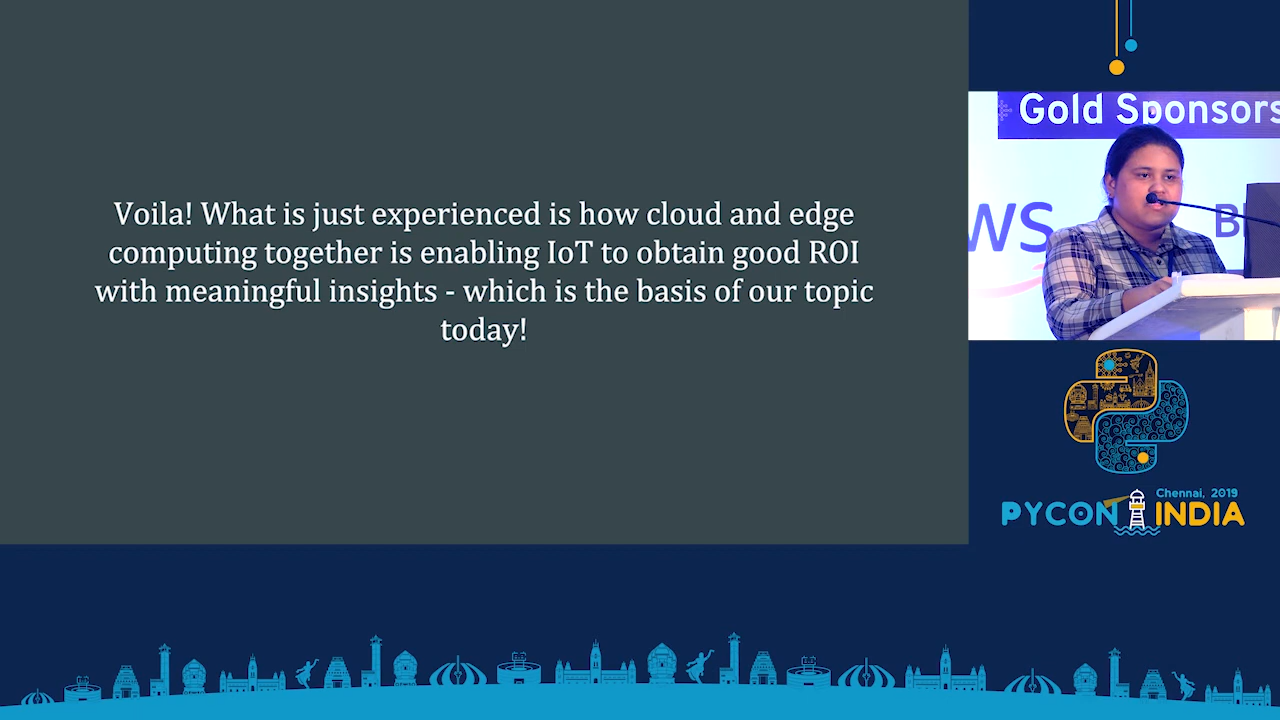 Voila! What is just experienced is how cloud and edge
computing together is enabling IoT to obtain good ROI
with meaningful insights - which is the basis of our topic
today!
Gold Sponsors
Chennai, 2019
PYCON INDIA